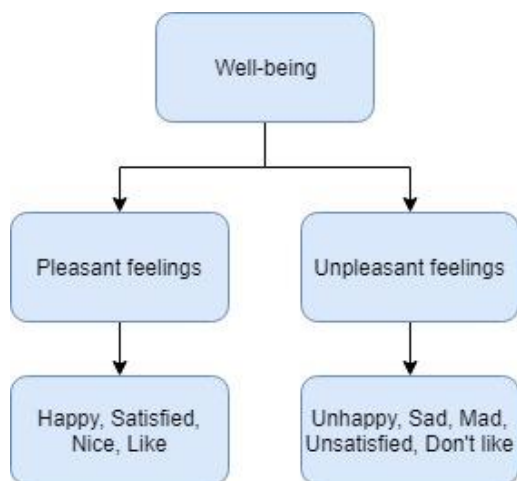 Well-being
Pleasant feelings
Unpleasant feelings
Happy, Satisfied,
Nice, Like
Unhappy, Sad, Mad,
Unsatisfied, Don't like